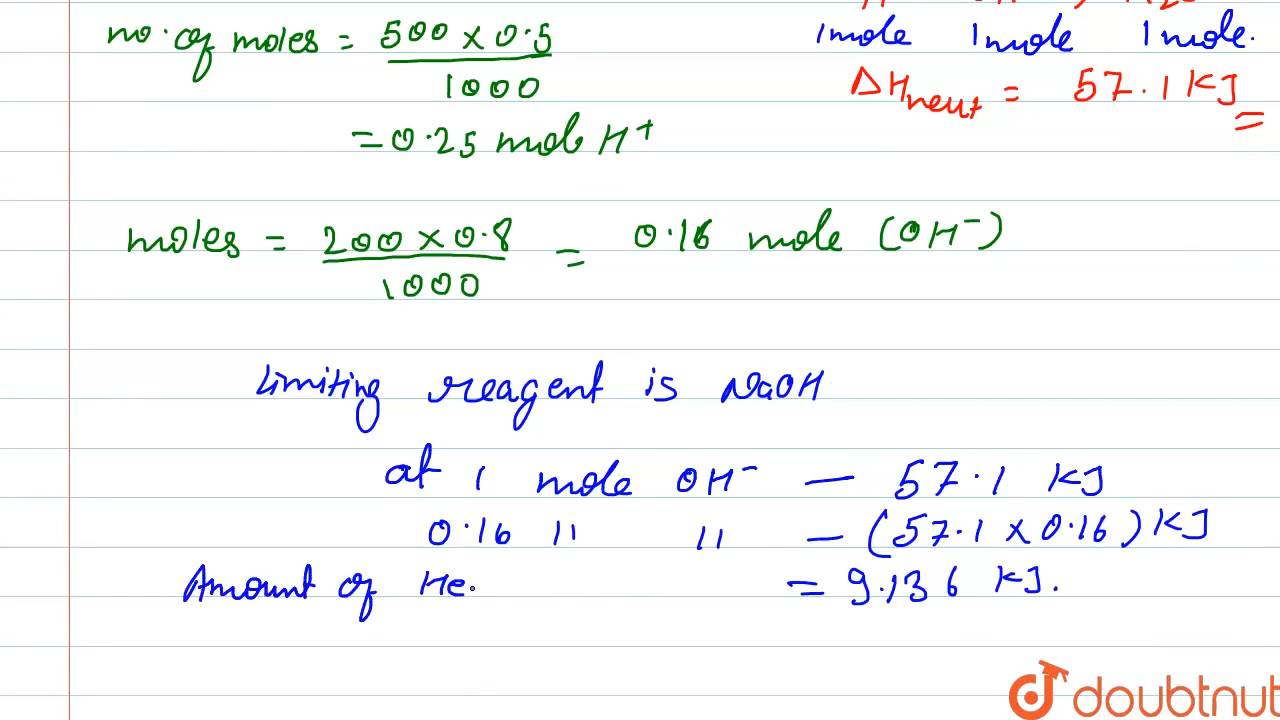 no. of moles = 500 × 0.5
1000
= 0.25 mole H⁺
1mole 1mole 1mole.
ΔHneut = 57.1 KJ
moles = 200 × 0.8 = 0.16 mole (OH⁻)
1000
Limiting reagent is NaOH
at 1 mole OH⁻ — 57.1 KJ
0.16 " " — (57.1 × 0.16) KJ
Amount of He = 9.136 KJ.
doubtnut